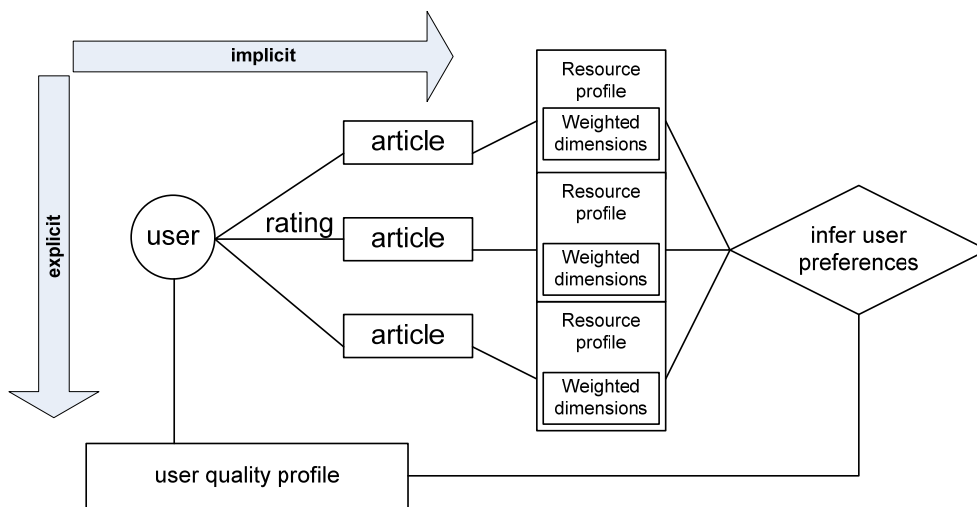 implicit
explicit
user
rating
article
article
article
Resource
profile
Weighted
dimensions
Resource
profile
Weighted
dimensions
Resource
profile
Weighted
dimensions
infer user
preferences
user quality profile